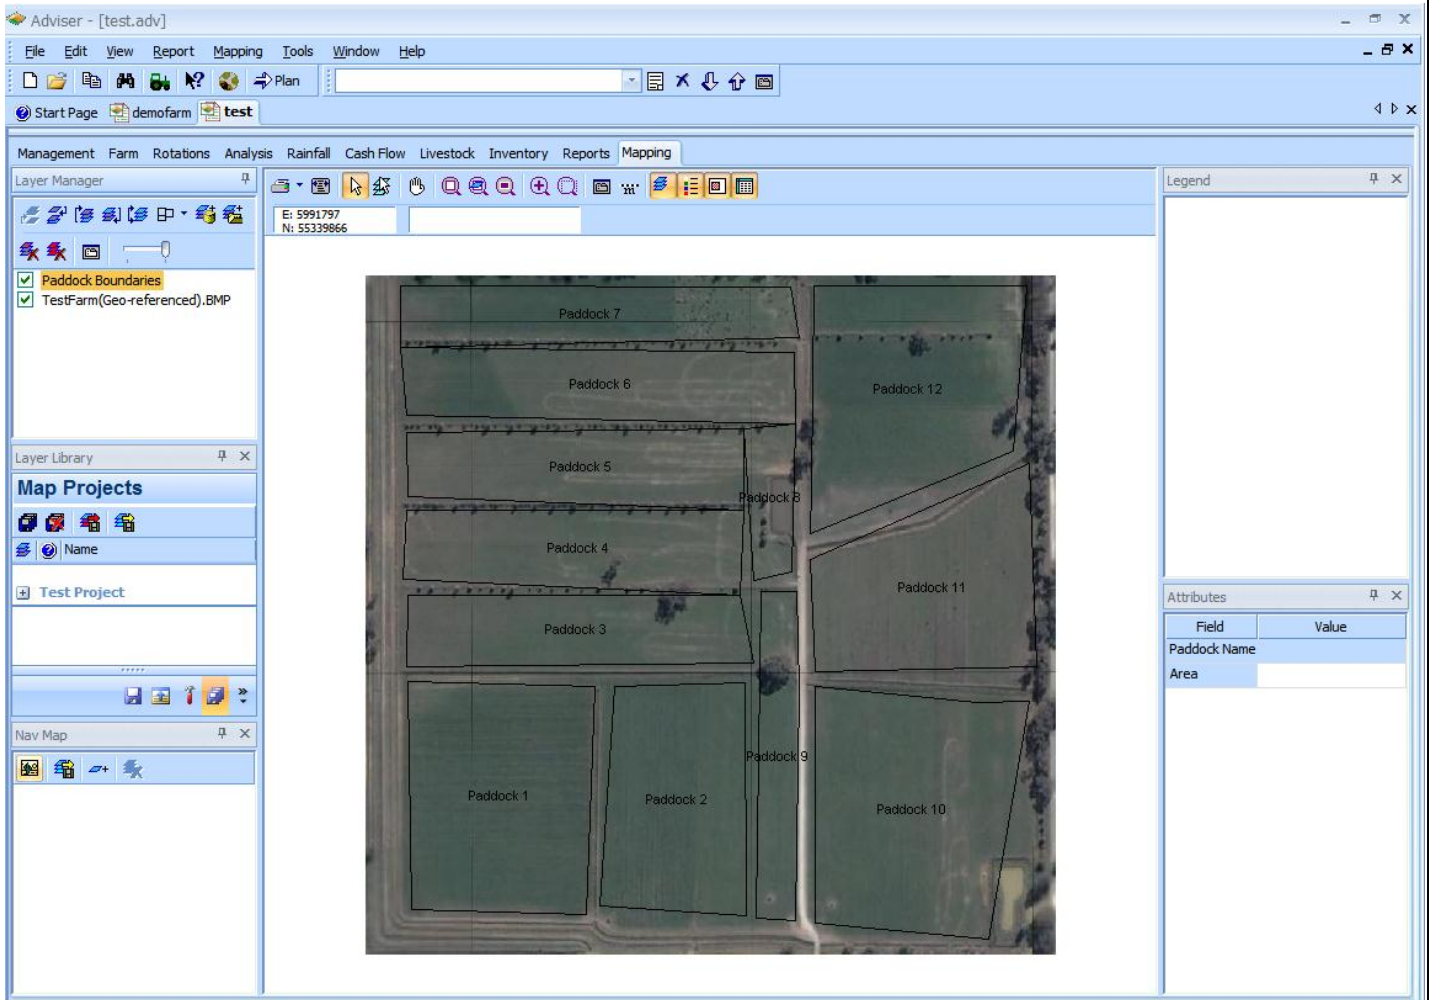 Adviser - [test.adv]
File Edit View Report Mapping Tools Window Help
Plan
Start Page demofarm test
Management Farm Rotations Analysis Rainfall Cash Flow Livestock Inventory Reports Mapping
Layer Manager
E: 5991797
N: 55339866
Legend
Paddock Boundaries
TestFarm(Geo-referenced).BMP
Paddock 7
Paddock 6
Paddock 12
Layer Library
Paddock 5
Map Projects
Paddock 8
Name
Paddock 4
Test Project
Paddock 11
Attributes
Field Value
Paddock 3
Paddock Name
Area
Nav Map
Paddock 9
Paddock 1
Paddock 2
Paddock 10